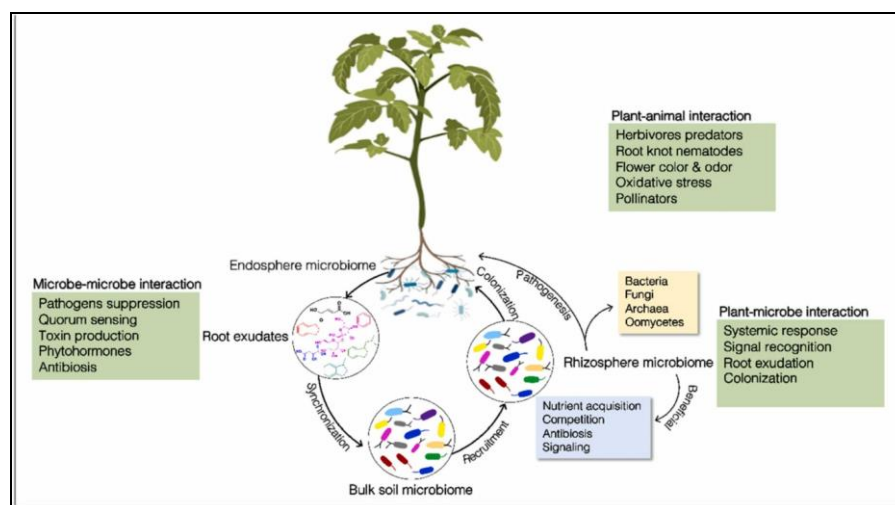 Plant-animal interaction
Herbivores predators
Root knot nematodes
Flower color & odor
Oxidative stress
Pollinators
Endosphere microbiome
Colonization
Pathogenesis
Microbe-microbe interaction
Pathogens suppression
Quorum sensing
Toxin production
Phytohormones
Antibiosis
Root exudates
Bacteria
Fungi
Archaea
Oomycetes
Plant-microbe interaction
Systemic response
Signal recognition
Root exudation
Colonization
Rhizosphere microbiome
Beneficial
Nutrient acquisition
Competition
Antibiosis
Signaling
Synchronization
Recruitment
Bulk soil microbiome